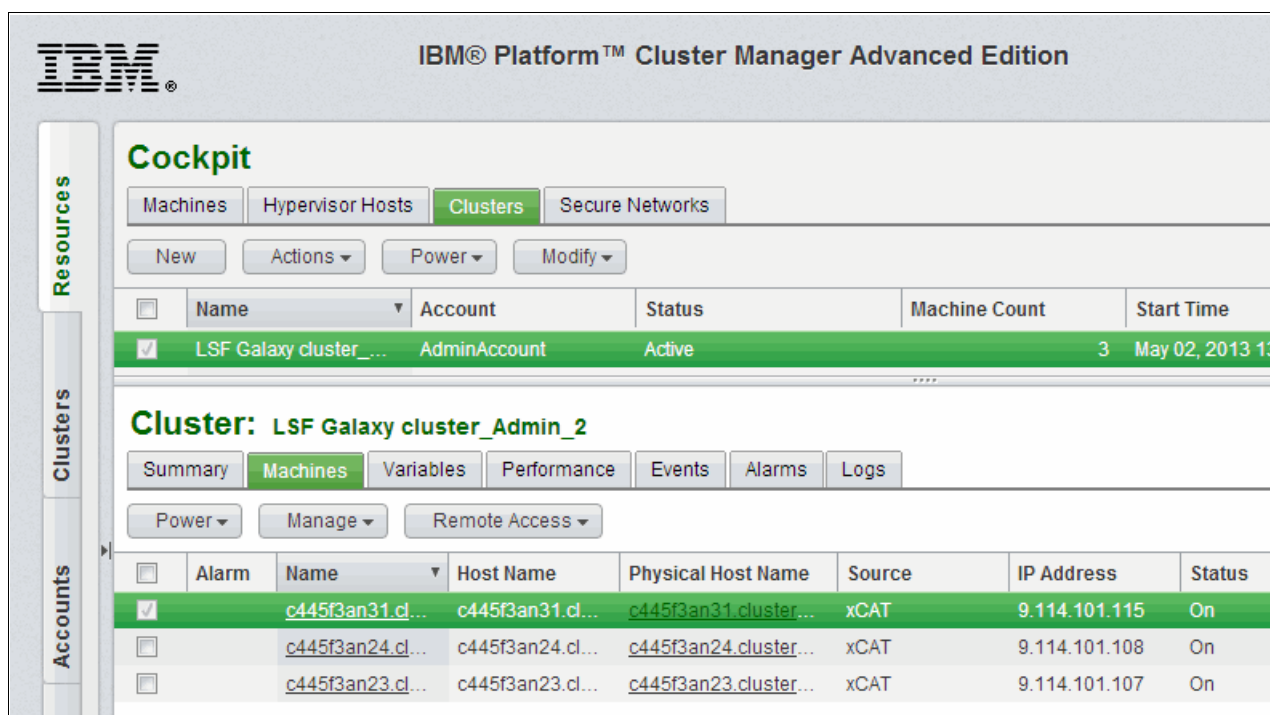 IBM®
IBM® Platform™ Cluster Manager Advanced Edition
Resources
Clusters
Accounts
Cockpit
Machines Hypervisor Hosts Clusters Secure Networks
New Actions Power Modify
Name Account Status Machine Count Start Time
LSF Galaxy cluster_... AdminAccount Active 3 May 02, 2013 13
Cluster: LSF Galaxy cluster_Admin_2
Summary Machines Variables Performance Events Alarms Logs
Power Manage Remote Access
Alarm Name Host Name Physical Host Name Source IP Address Status
c445f3an31.cl... c445f3an31.cl... c445f3an31.cluster... xCAT 9.114.101.115 On
c445f3an24.cl... c445f3an24.cl... c445f3an24.cluster... xCAT 9.114.101.108 On
c445f3an23.cl... c445f3an23.cl... c445f3an23.cluster... xCAT 9.114.101.107 On